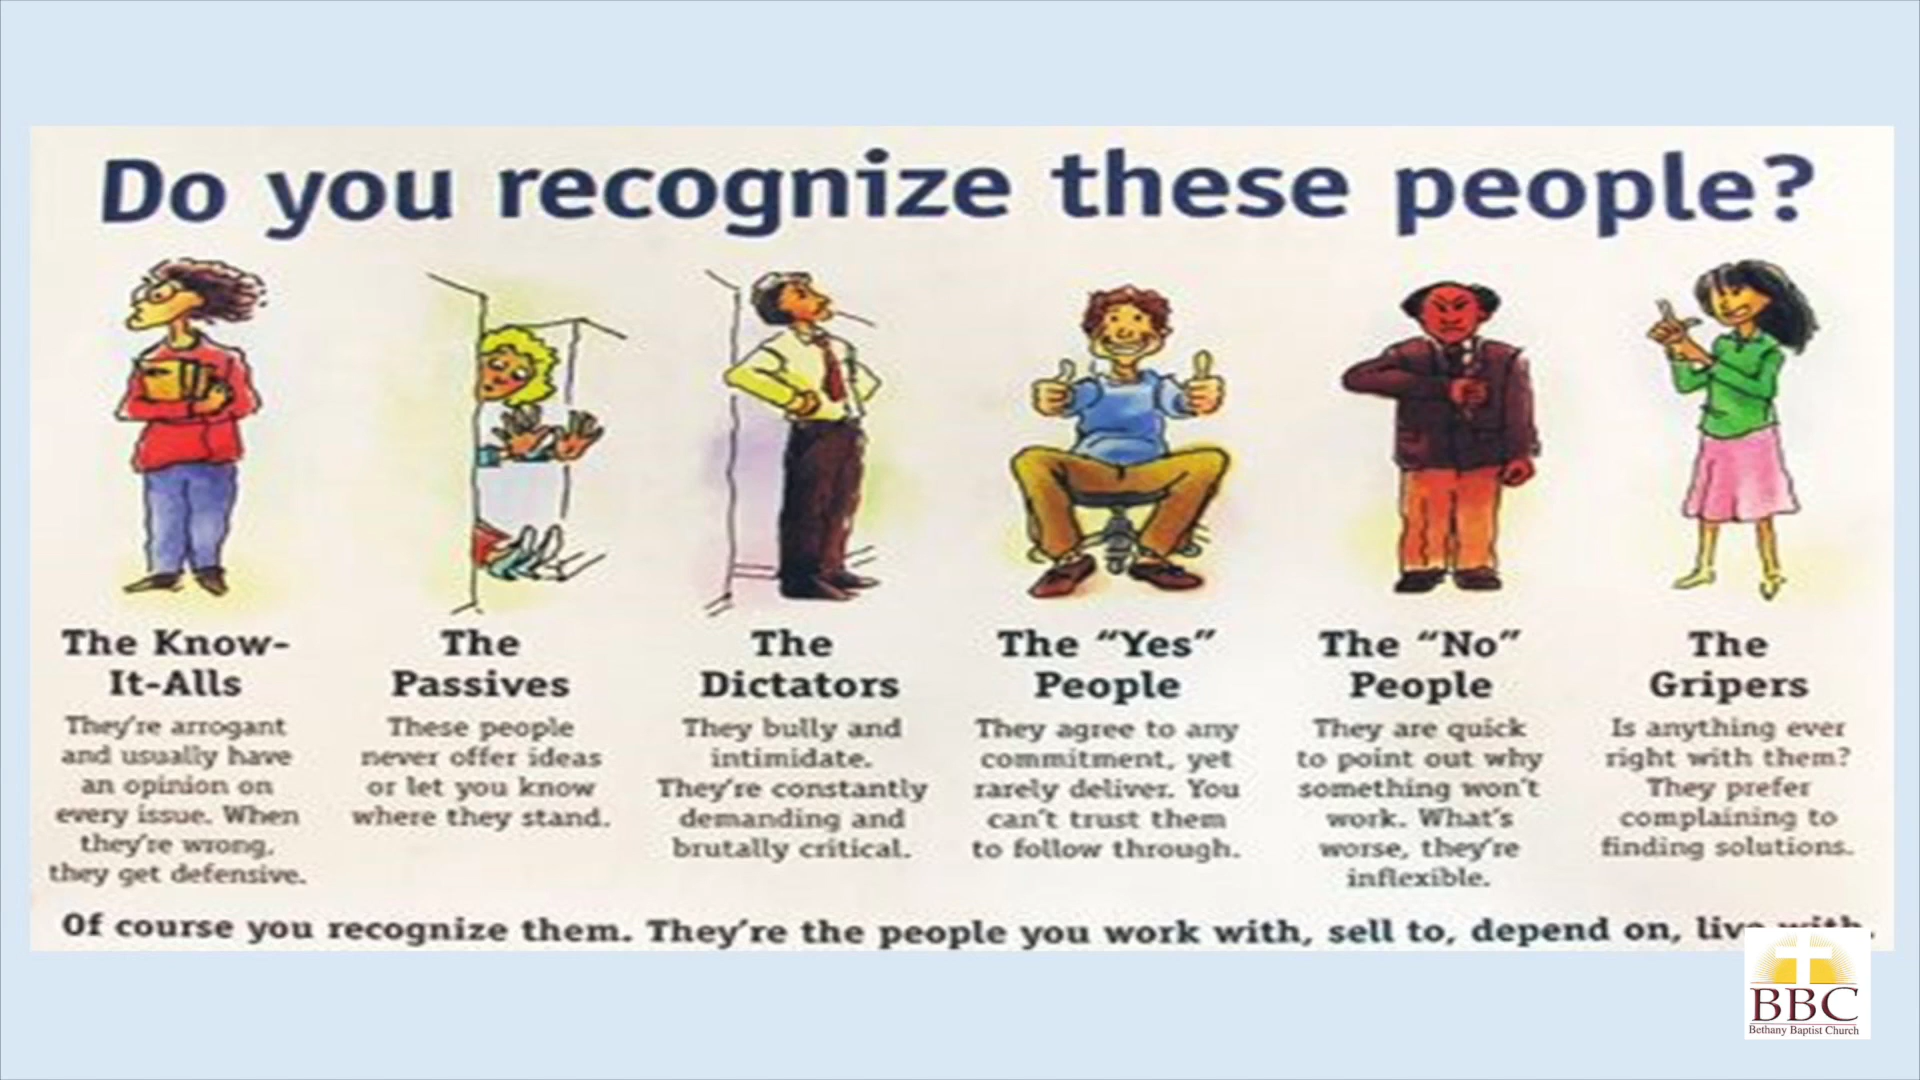 Do you recognize these people?
The Know-
It-Alls
They're arrogant
and usually have
an opinion on
every issue. When
they're wrong,
they get defensive.
The
Passives
These people
never offer ideas
or let you know
where they stand.
The
Dictators
They bully and
intimidate.
They're constantly
demanding and
brutally critical.
The “Yes”
People
They agree to any
commitment, yet
rarely deliver. You
can't trust them
to follow through.
The “No”
People
They are quick
to point out why
something won't
work. What's
worse, they're
inflexible.
The
Gripers
Is anything ever
right with them?
They prefer
complaining to
finding solutions.
Of course you recognize them. They're the people you work with, sell to, depend on, live with.
BBC
Bethany Baptist Church